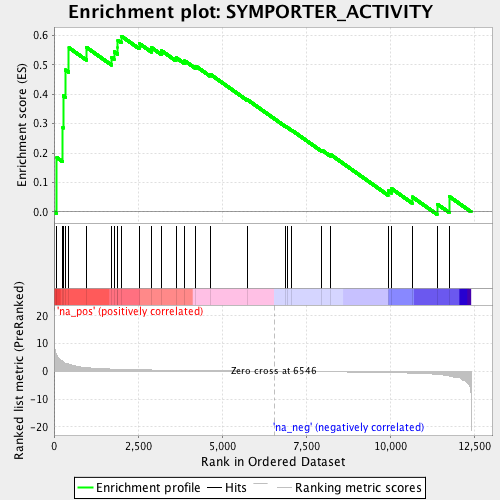 Enrichment plot: SYMPORTER_ACTIVITY
Enrichment score (ES)
0.6
0.5
0.4
0.3
0.2
0.1
0.0
'na_pos' (positively correlated)
Ranked list metric (PreRanked)
20
10
0
-10
-20
Zero cross at 6546
'na_neg' (negatively correlated)
0 2,500 5,000 7,500 10,000 12,500
Rank in Ordered Dataset
Enrichment profile Hits Ranking metric scores